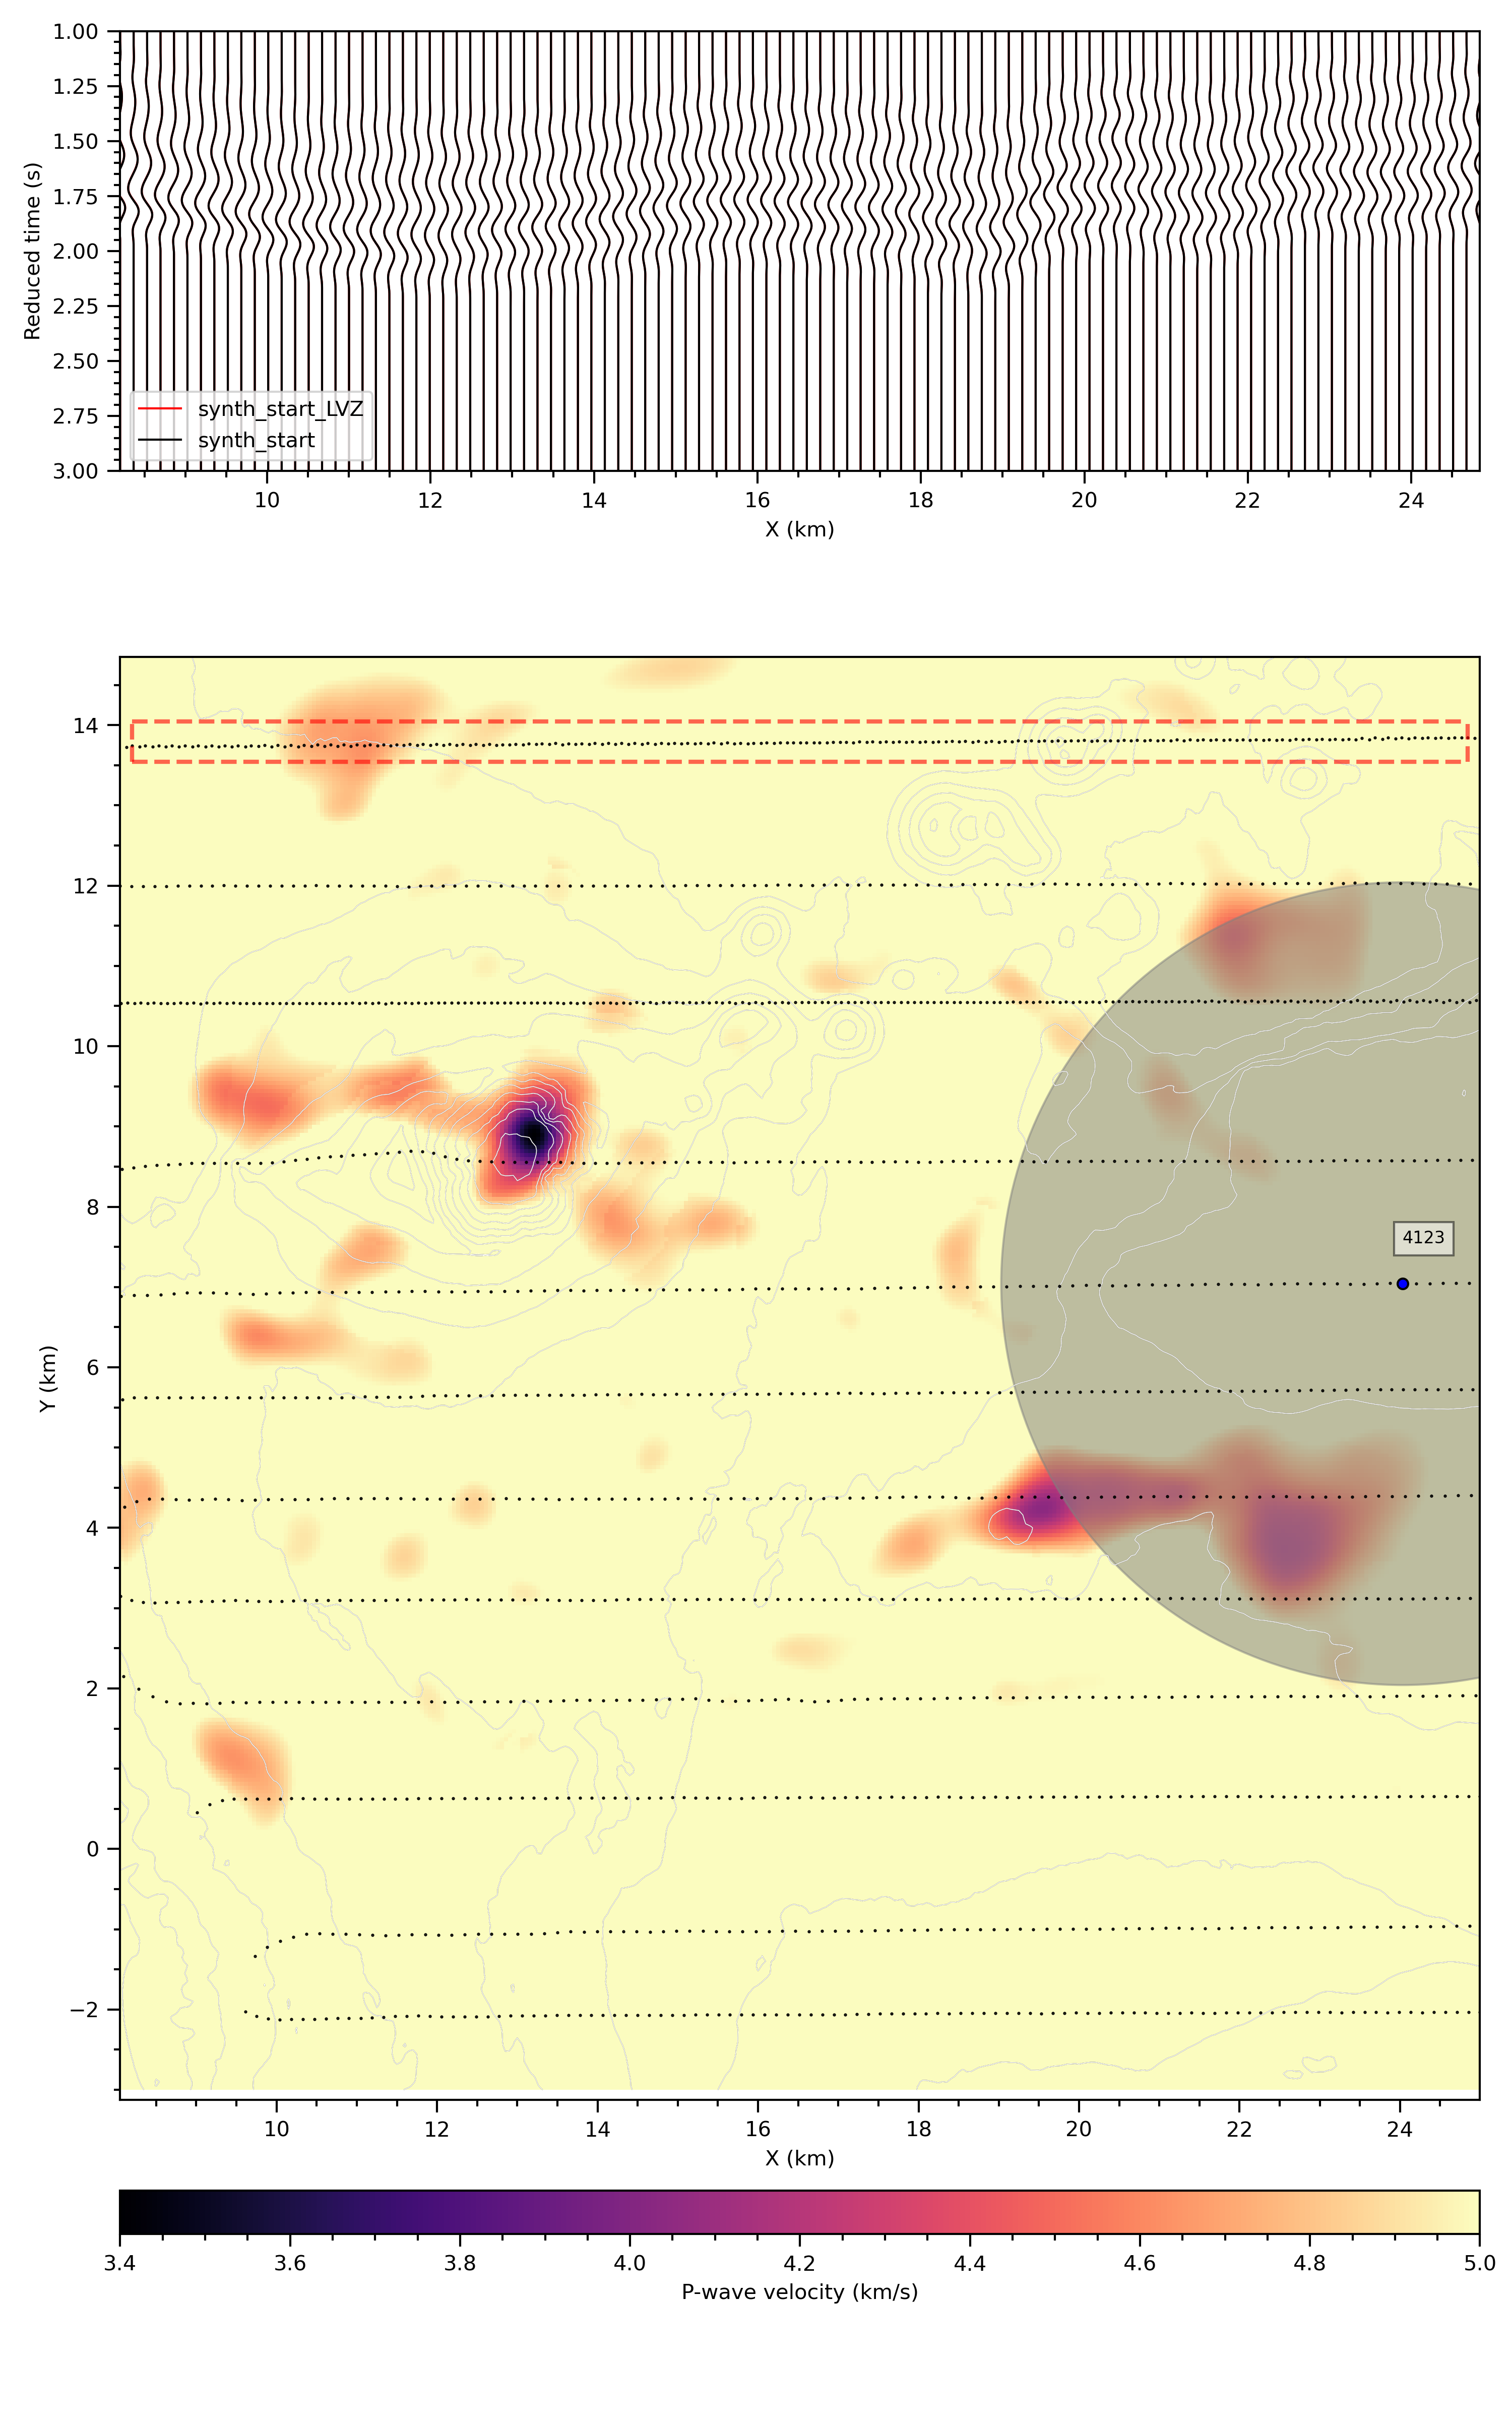 1.00
1.25
1.50
1.75
2.00
2.25
2.50
2.75
3.00
Reduced time (s)
synth_start_LVZ
synth_start
10 12 14 16 18 20 22 24
X (km)
14
12
10
8
6
4
2
0
−2
Y (km)
4123
10 12 14 16 18 20 22 24
X (km)
3.4 3.6 3.8 4.0 4.2 4.4 4.6 4.8 5.0
P-wave velocity (km/s)